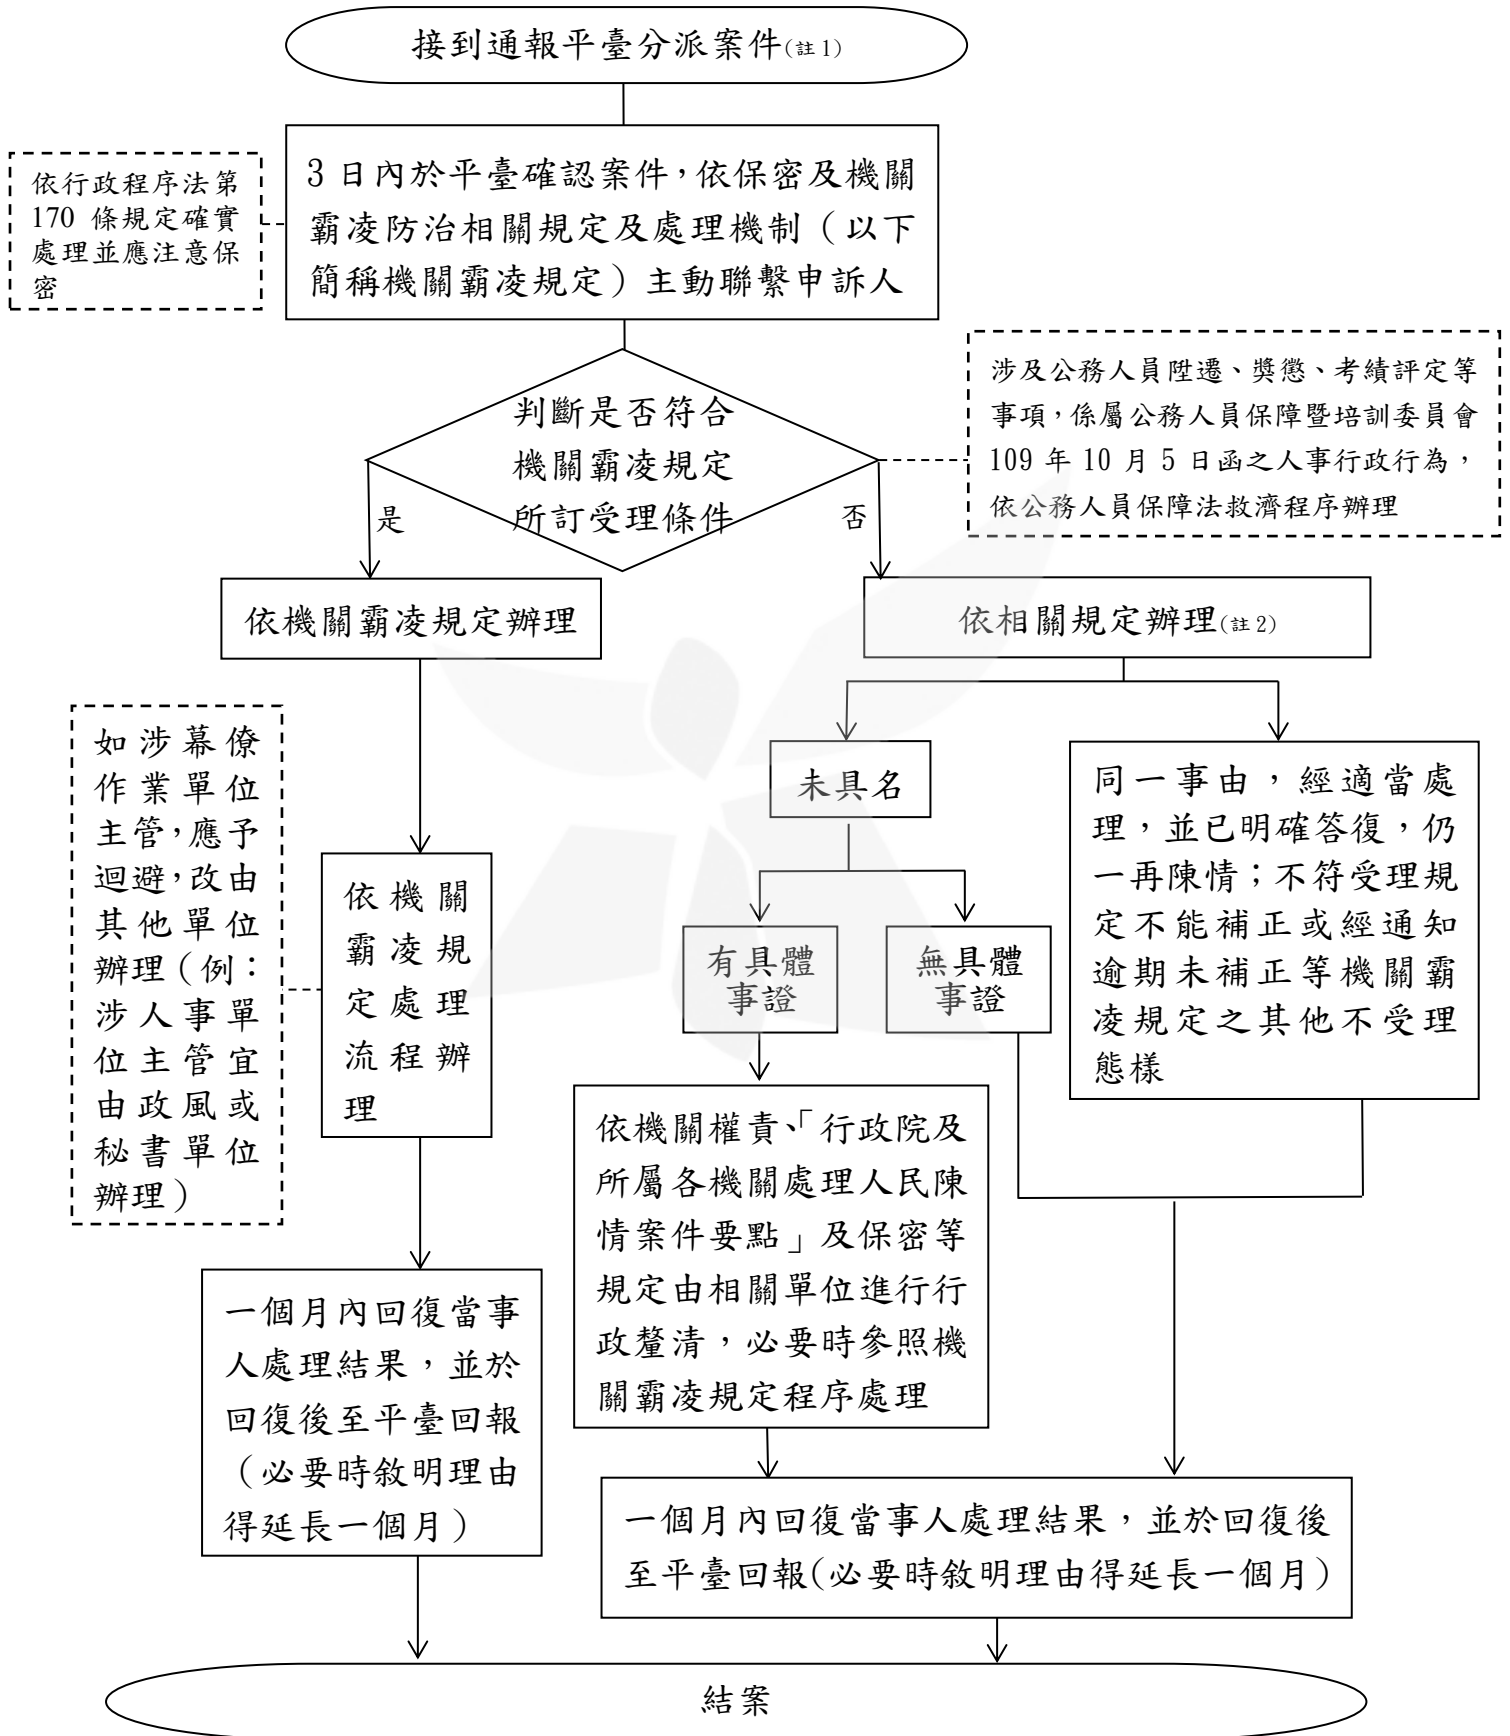 接到通報平臺分派案件(註1)
依行政程序法第
170 條規定確實
處理並應注意保
密
3 日內於平臺確認案件，依保密及機關
霸凌防治相關規定及處理機制（以下
簡稱機關霸凌規定）主動聯繫申訴人
判斷是否符合
機關霸凌規定
所訂受理條件
涉及公務人員陞遷、獎懲、考績評定等
事項，係屬公務人員保障暨培訓委員會
109 年 10 月 5 日函之人事行政行為，
依公務人員保障法救濟程序辦理
是
否
依機關霸凌規定辦理
依相關規定辦理(註2)
如涉幕僚
作業單位
主管，應予
迴避，改由
其他單位
辦理（例：
涉人事單
位主管宜
由政風或
秘書單位
辦理）
依機關
霸凌規
定處理
流程辦
理
未具名
同一事由，經適當處
理，並已明確答復，仍
一再陳情；不符受理規
定不能補正或經通知
逾期未補正等機關霸
凌規定之其他不受理
態樣
有具體
事證
無具體
事證
依機關權責、「行政院及
所屬各機關處理人民陳
情案件要點」及保密等
規定由相關單位進行行
政釐清，必要時參照機
關霸凌規定程序處理
一個月內回復當事
人處理結果，並於
回復後至平臺回報
（必要時敘明理由
得延長一個月）
一個月內回復當事人處理結果，並於回復後
至平臺回報(必要時敘明理由得延長一個月)
結案